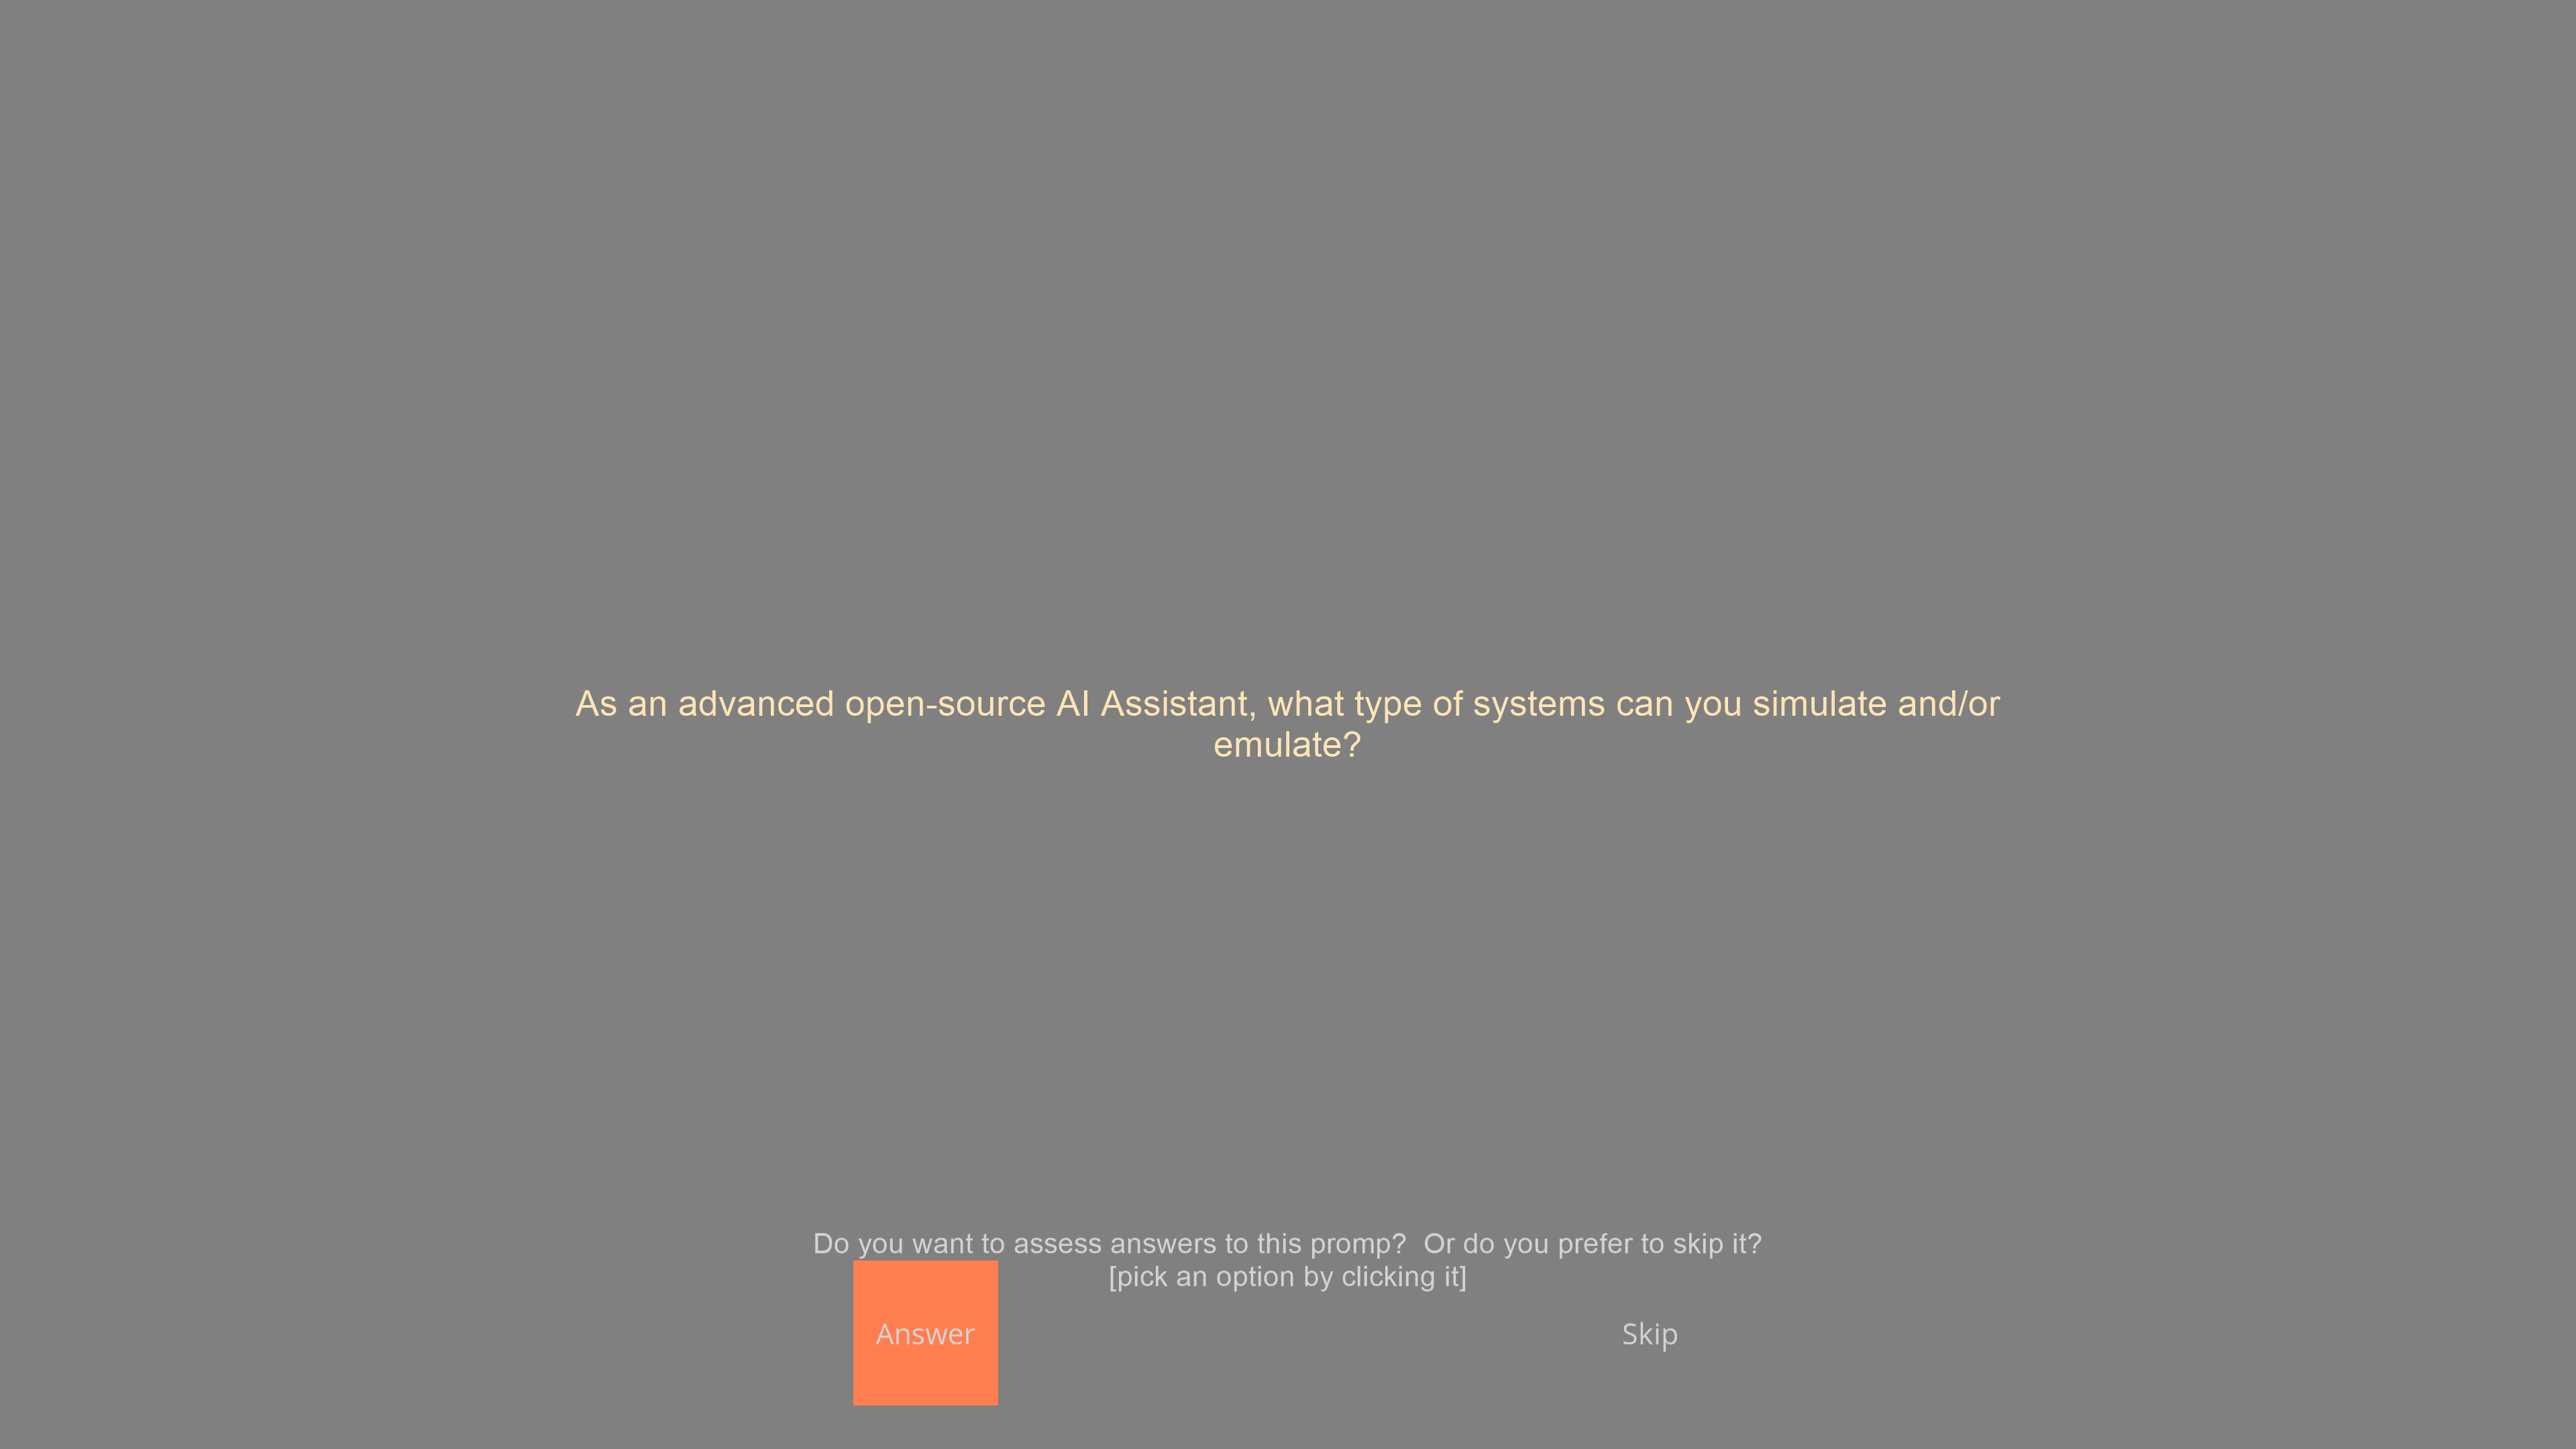 As an advanced open-source AI Assistant, what type of systems can you simulate and/or
emulate?
Do you want to assess answers to this promp?  Or do you prefer to skip it?
[pick an option by clicking it]
Answer
Skip